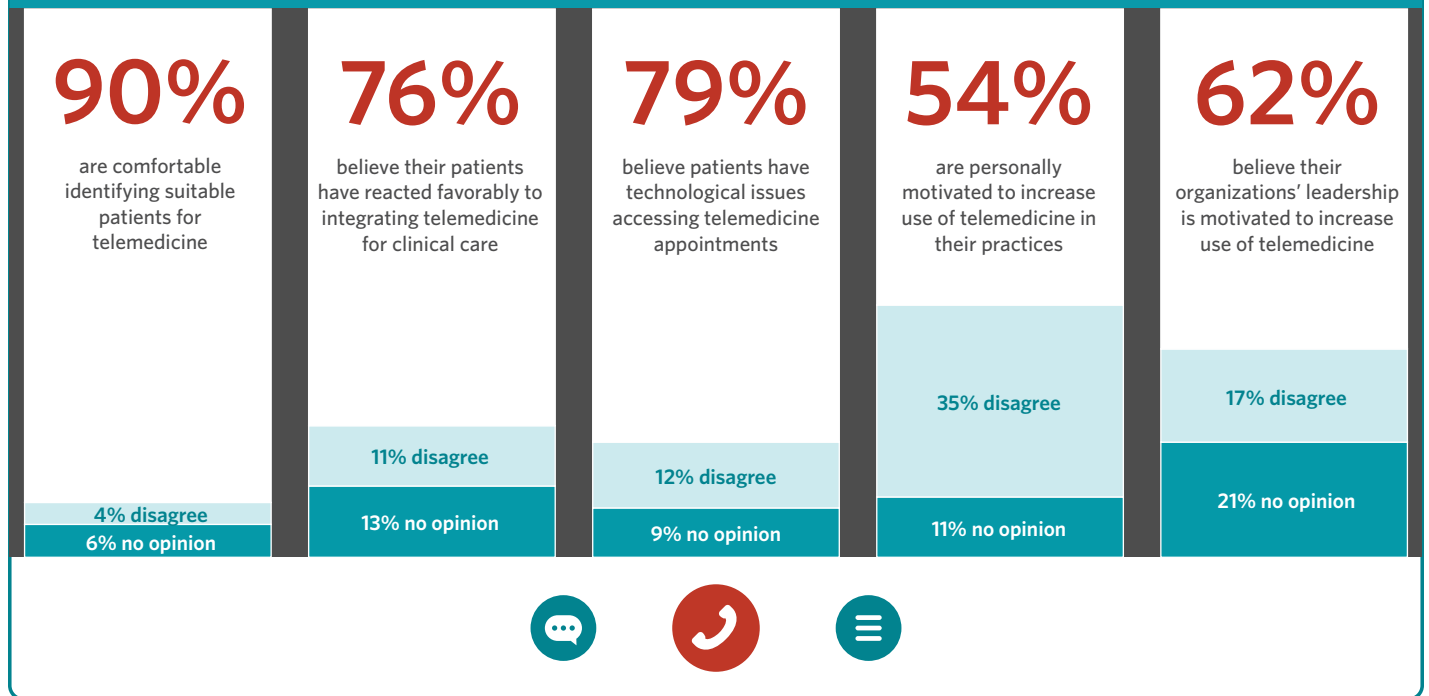 90%
are comfortable
identifying suitable
patients for
telemedicine
4% disagree
6% no opinion
76%
believe their patients
have reacted favorably to
integrating telemedicine
for clinical care
11% disagree
13% no opinion
79%
believe patients have
technological issues
accessing telemedicine
appointments
12% disagree
9% no opinion
54%
are personally
motivated to increase
use of telemedicine in
their practices
35% disagree
11% no opinion
62%
believe their
organizations’ leadership
is motivated to increase
use of telemedicine
17% disagree
21% no opinion